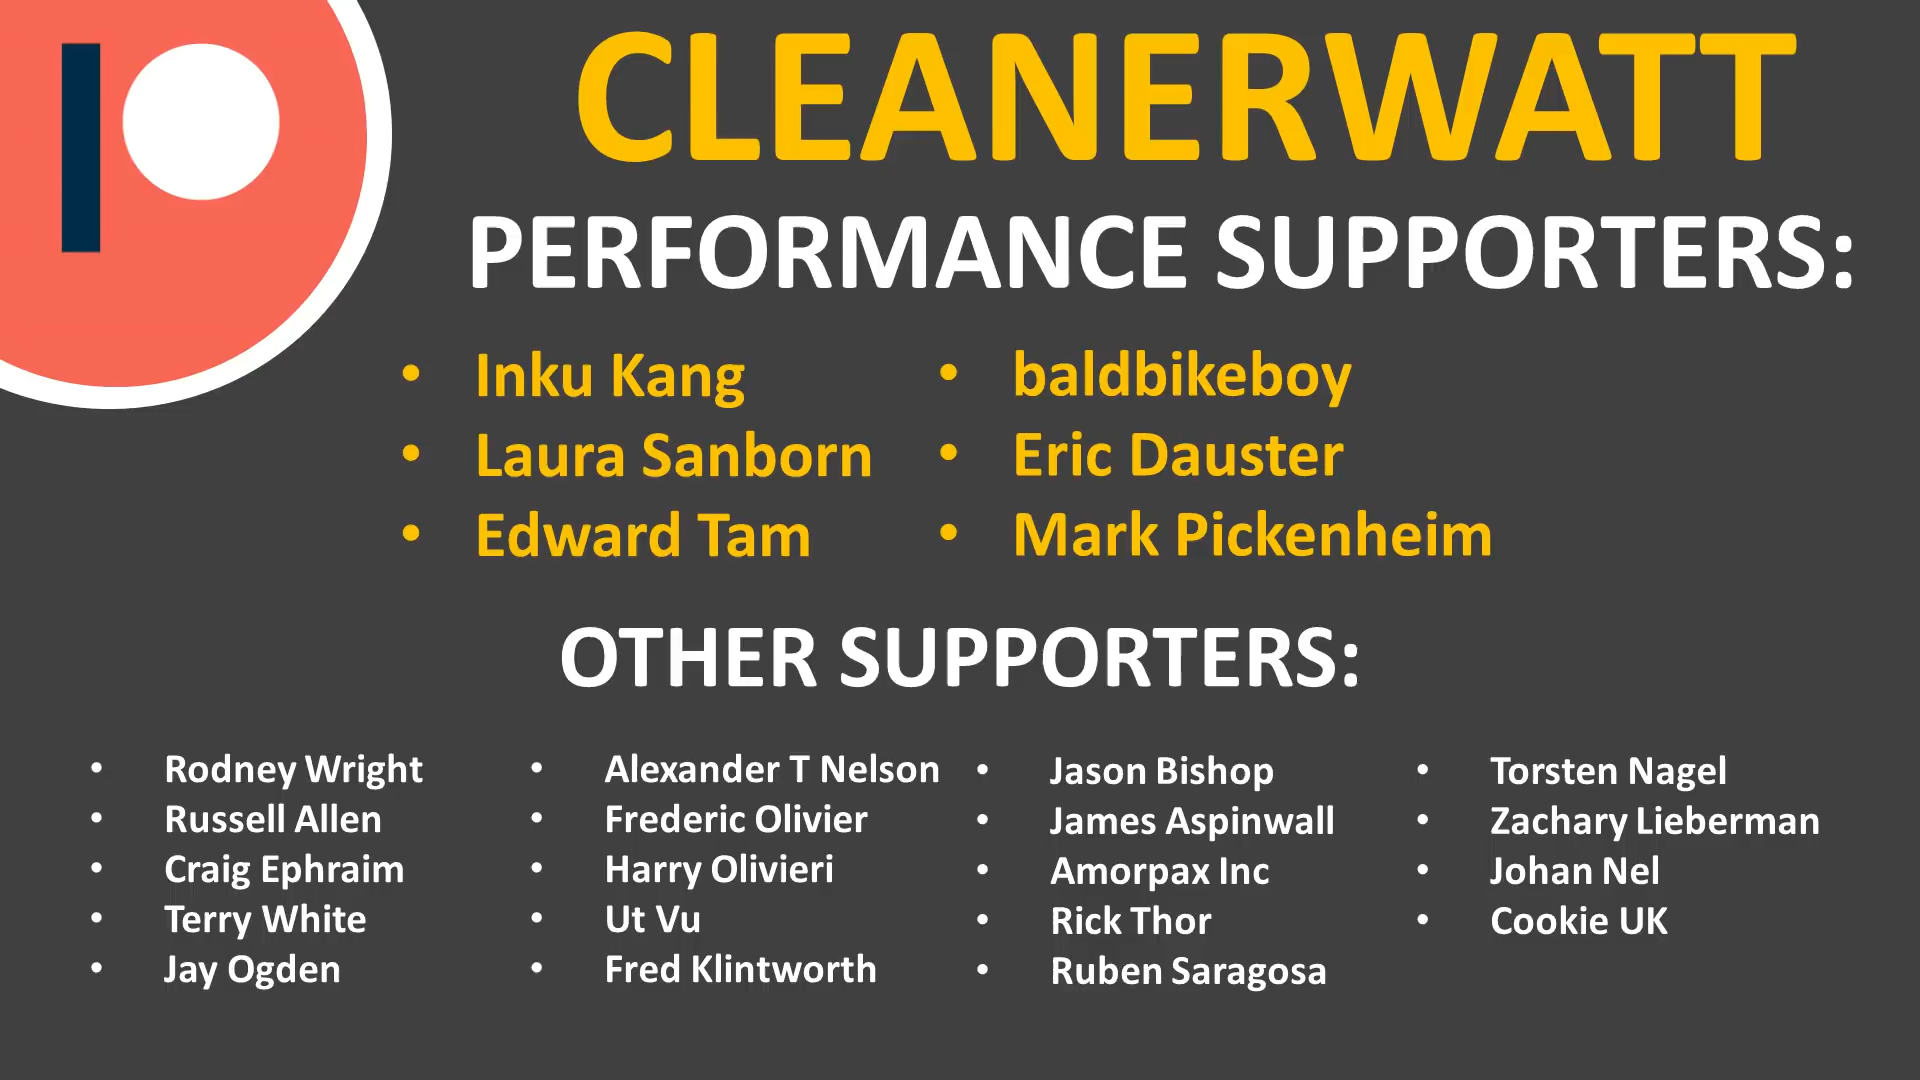 CLEANERWATT
PERFORMANCE SUPPORTERS:
• Inku Kang
• Laura Sanborn
• Edward Tam
• baldbikeboy
• Eric Dauster
• Mark Pickenheim
OTHER SUPPORTERS:
• Rodney Wright
• Russell Allen
• Craig Ephraim
• Terry White
• Jay Ogden
• Alexander T Nelson
• Frederic Olivier
• Harry Olivieri
• Ut Vu
• Fred Klintworth
• Jason Bishop
• James Aspinwall
• Amorpax Inc
• Rick Thor
• Ruben Saragosa
• Torsten Nagel
• Zachary Lieberman
• Johan Nel
• Cookie UK